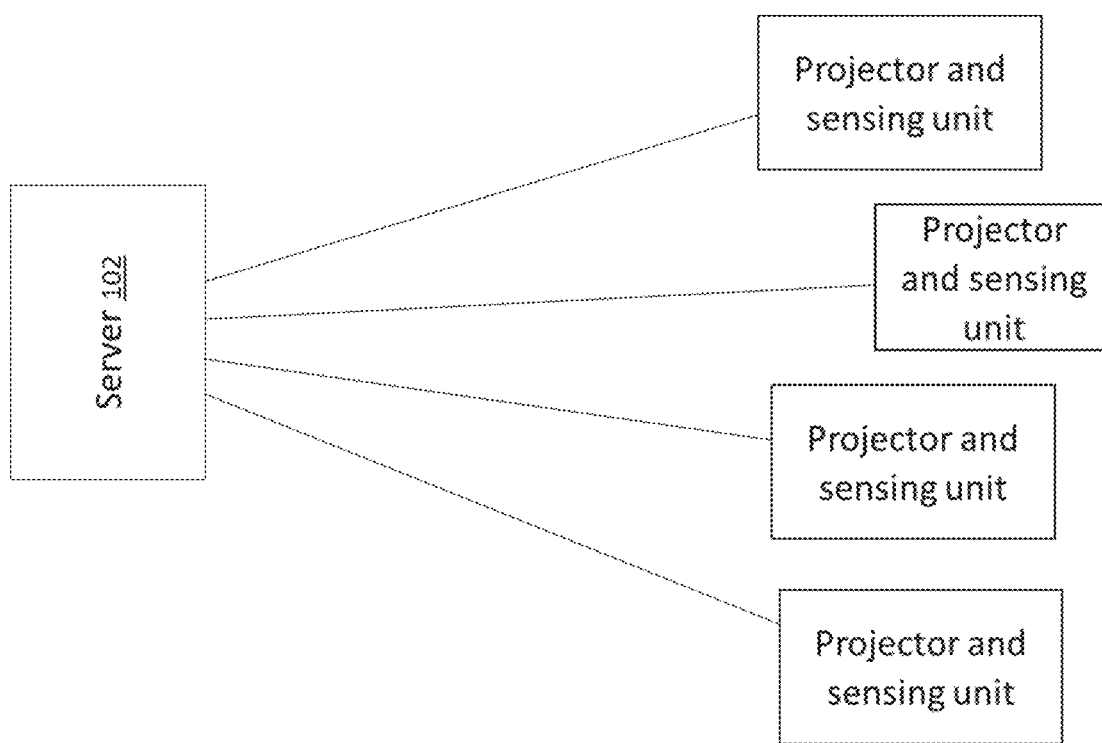 Projector and
sensing unit
Server 102
Projector
and sensing
unit
Projector and
sensing unit
Projector and
sensing unit